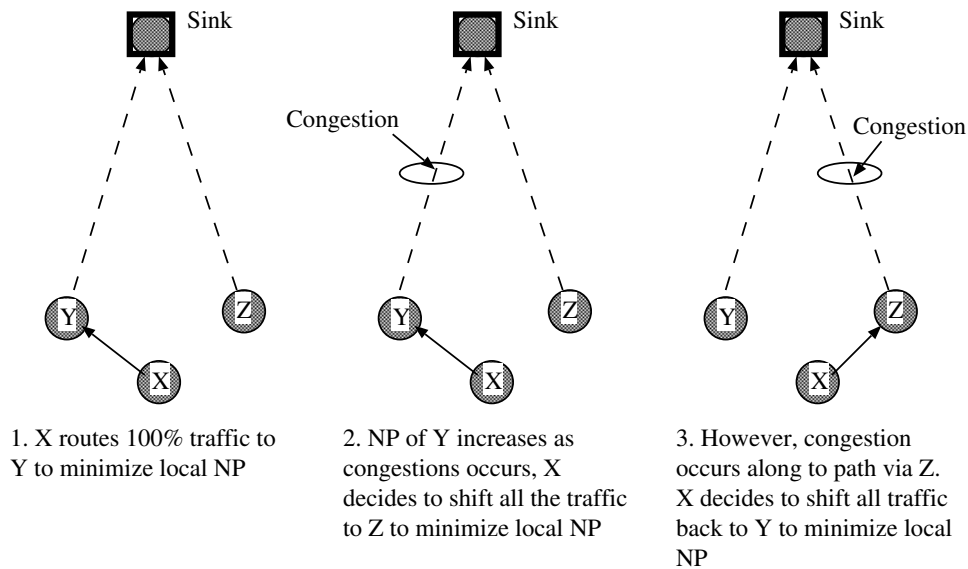 Sink
Sink
Sink
Congestion
Congestion
Y
Z
X
Y
Z
X
Y
Z
X
1. X routes 100% traffic to
Y to minimize local NP
2. NP of Y increases as
congestions occurs, X
decides to shift all the traffic
to Z to minimize local NP
3. However, congestion
occurs along to path via Z.
X decides to shift all traffic
back to Y to minimize local
NP